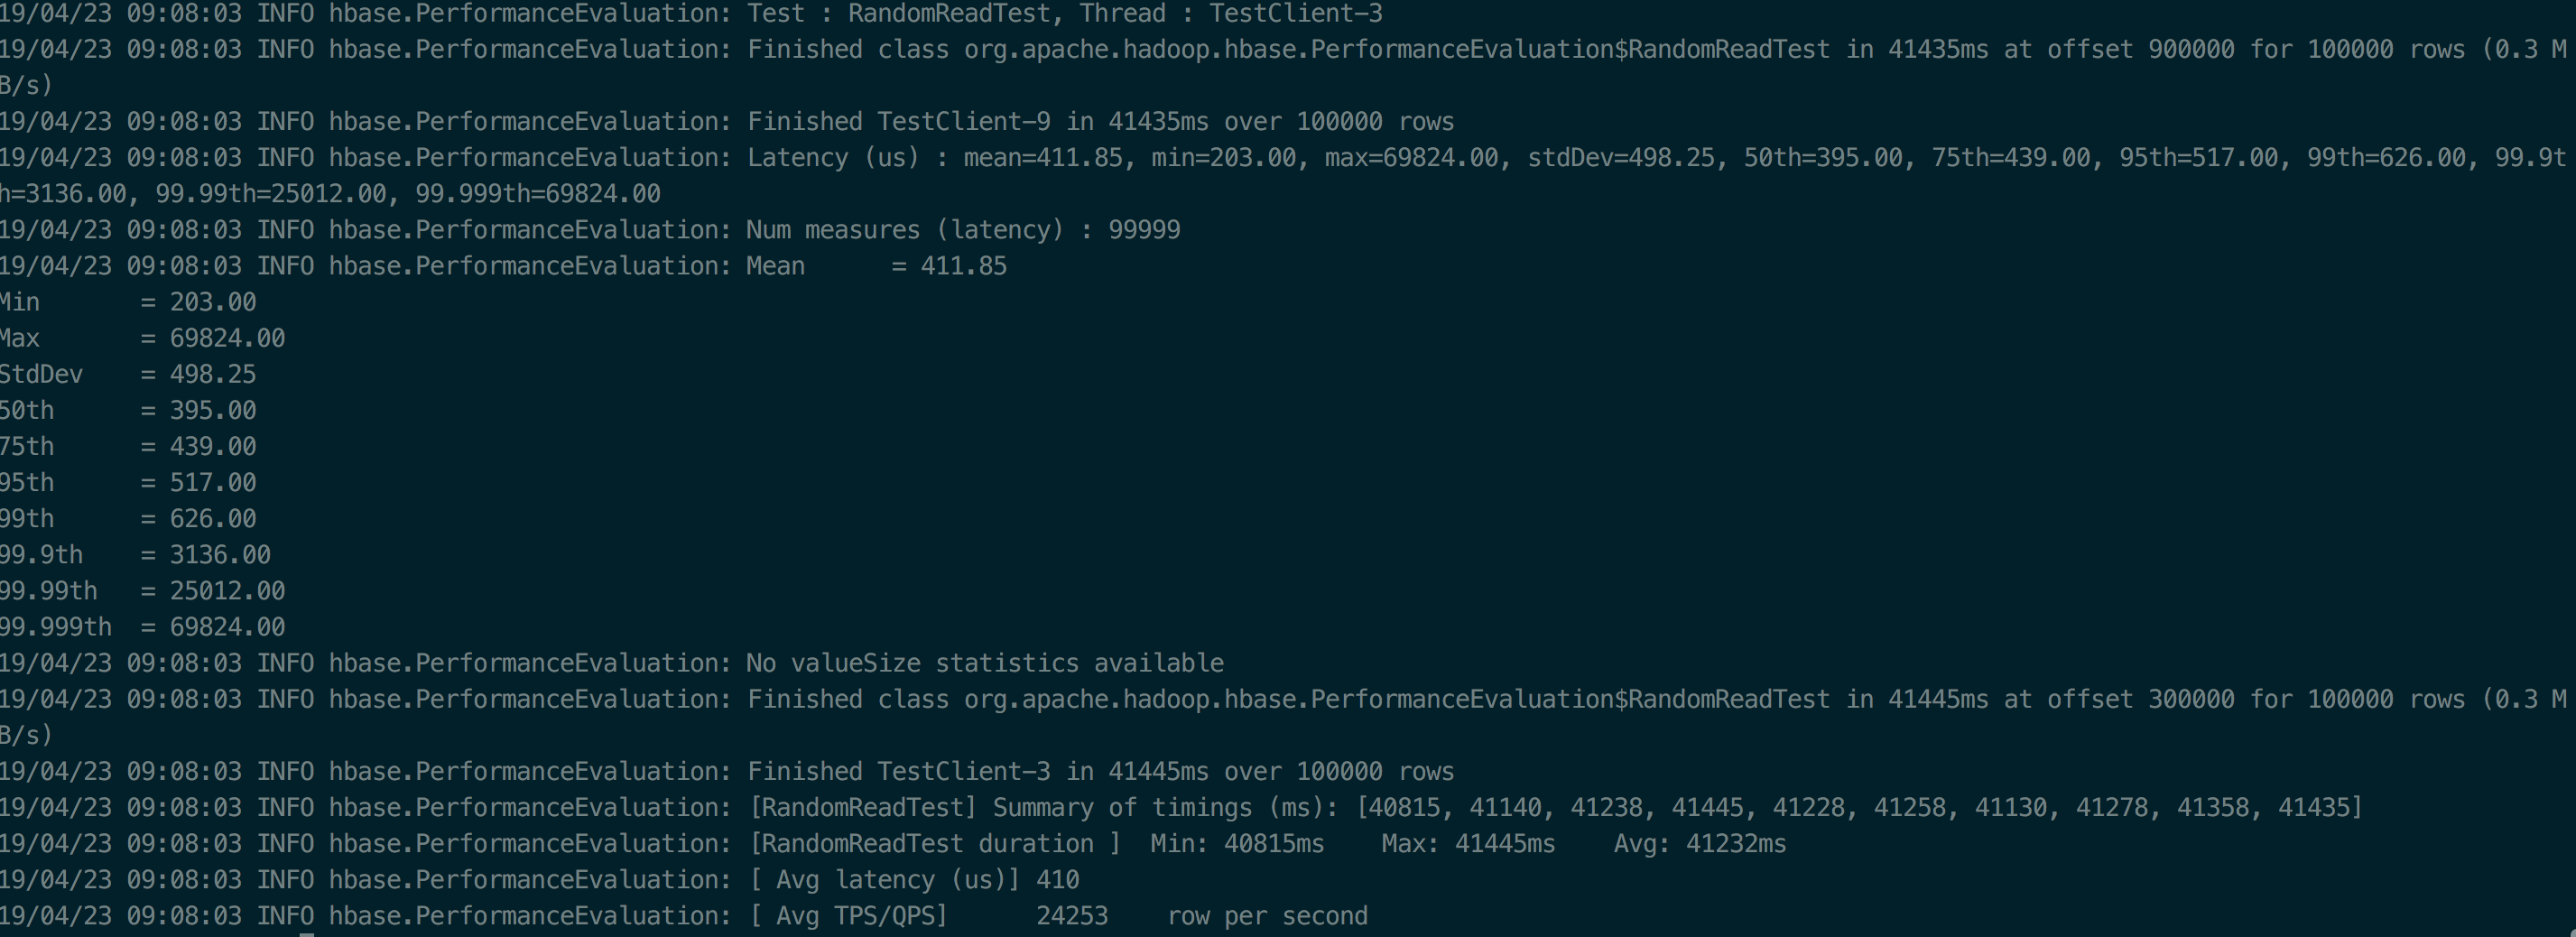 19/04/23 09:08:03 INFO hbase.PerformanceEvaluation: Test : RandomReadTest, Thread : TestClient-3
19/04/23 09:08:03 INFO hbase.PerformanceEvaluation: Finished class org.apache.hadoop.hbase.PerformanceEvaluation$RandomReadTest in 41435ms at offset 900000 for 100000 rows (0.3 M
B/s)
19/04/23 09:08:03 INFO hbase.PerformanceEvaluation: Finished TestClient-9 in 41435ms over 100000 rows
19/04/23 09:08:03 INFO hbase.PerformanceEvaluation: Latency (us) : mean=411.85, min=203.00, max=69824.00, stdDev=498.25, 50th=395.00, 75th=439.00, 95th=517.00, 99th=626.00, 99.9t
h=3136.00, 99.99th=25012.00, 99.999th=69824.00
19/04/23 09:08:03 INFO hbase.PerformanceEvaluation: Num measures (latency) : 99999
19/04/23 09:08:03 INFO hbase.PerformanceEvaluation: Mean      = 411.85
Min       = 203.00
Max       = 69824.00
StdDev    = 498.25
50th      = 395.00
75th      = 439.00
95th      = 517.00
99th      = 626.00
99.9th    = 3136.00
99.99th   = 25012.00
99.999th  = 69824.00
19/04/23 09:08:03 INFO hbase.PerformanceEvaluation: No valueSize statistics available
19/04/23 09:08:03 INFO hbase.PerformanceEvaluation: Finished class org.apache.hadoop.hbase.PerformanceEvaluation$RandomReadTest in 41445ms at offset 300000 for 100000 rows (0.3 M
B/s)
19/04/23 09:08:03 INFO hbase.PerformanceEvaluation: Finished TestClient-3 in 41445ms over 100000 rows
19/04/23 09:08:03 INFO hbase.PerformanceEvaluation: [RandomReadTest] Summary of timings (ms): [40815, 41140, 41238, 41445, 41228, 41258, 41130, 41278, 41358, 41435]
19/04/23 09:08:03 INFO hbase.PerformanceEvaluation: [RandomReadTest duration ]  Min: 40815ms    Max: 41445ms    Avg: 41232ms
19/04/23 09:08:03 INFO hbase.PerformanceEvaluation: [ Avg latency (us)] 410
19/04/23 09:08:03 INFO hbase.PerformanceEvaluation: [ Avg TPS/QPS]      24253    row per second